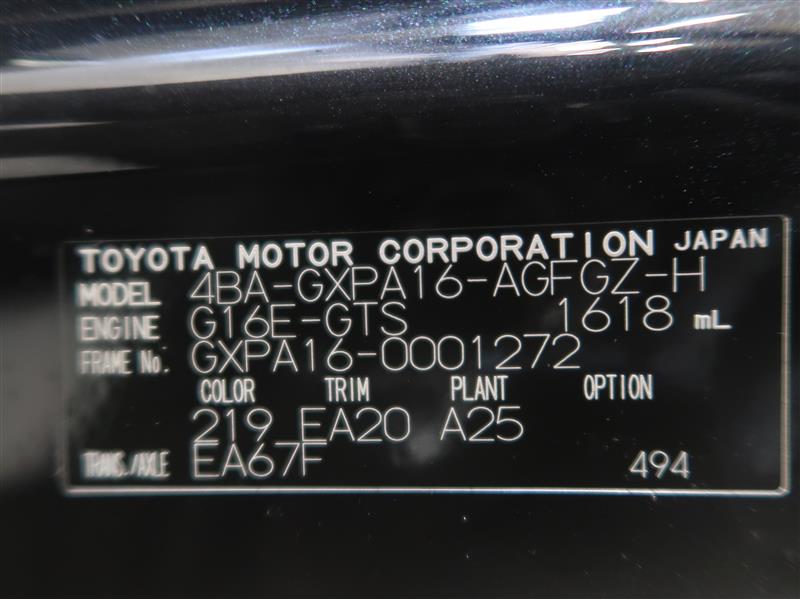 TOYOTA MOTOR CORPORATION JAPAN
MODEL 4BA-GXPA16-AGFGZ-H
ENGINE G16E-GTS 1618 mL
FRAME No. GXPA16-0001272
COLOR TRIM PLANT OPTION
219 EA20 A25
TRANS./AXLE EA67F 494